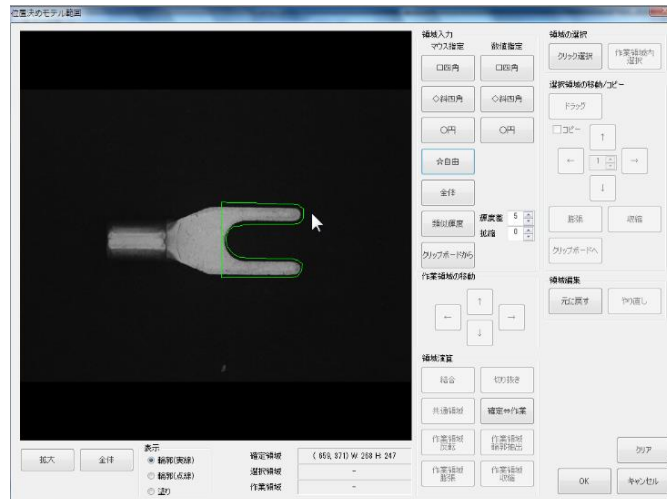 位置決めのモデル範囲
領域入力
マウス指定 数値指定
□四角 □四角
◇斜四角 ◇斜四角
○円 ○円
☆自由
全体
類似輝度 輝度差 5
拡縮 0
クリップボードから
作業領域の移動
↑
← →
↓
領域演算
結合 切り抜き
共通領域 確定⇔作業
作業領域反転 作業領域輪郭抽出
作業領域膨張 作業領域収縮
領域の選択
クリック選択 作業領域内選択
選択領域の移動/コピー
ドラッグ
コピー ↑
← 1 →
↓
膨張 収縮
クリップボードへ
領域編集
元に戻す やり直し
クリア
OK キャンセル
拡大 全体
表示
輪郭(実線)
輪郭(点線)
塗り
確定領域 ( 659, 371) W: 258 H: 247
選択領域 -
作業領域 -